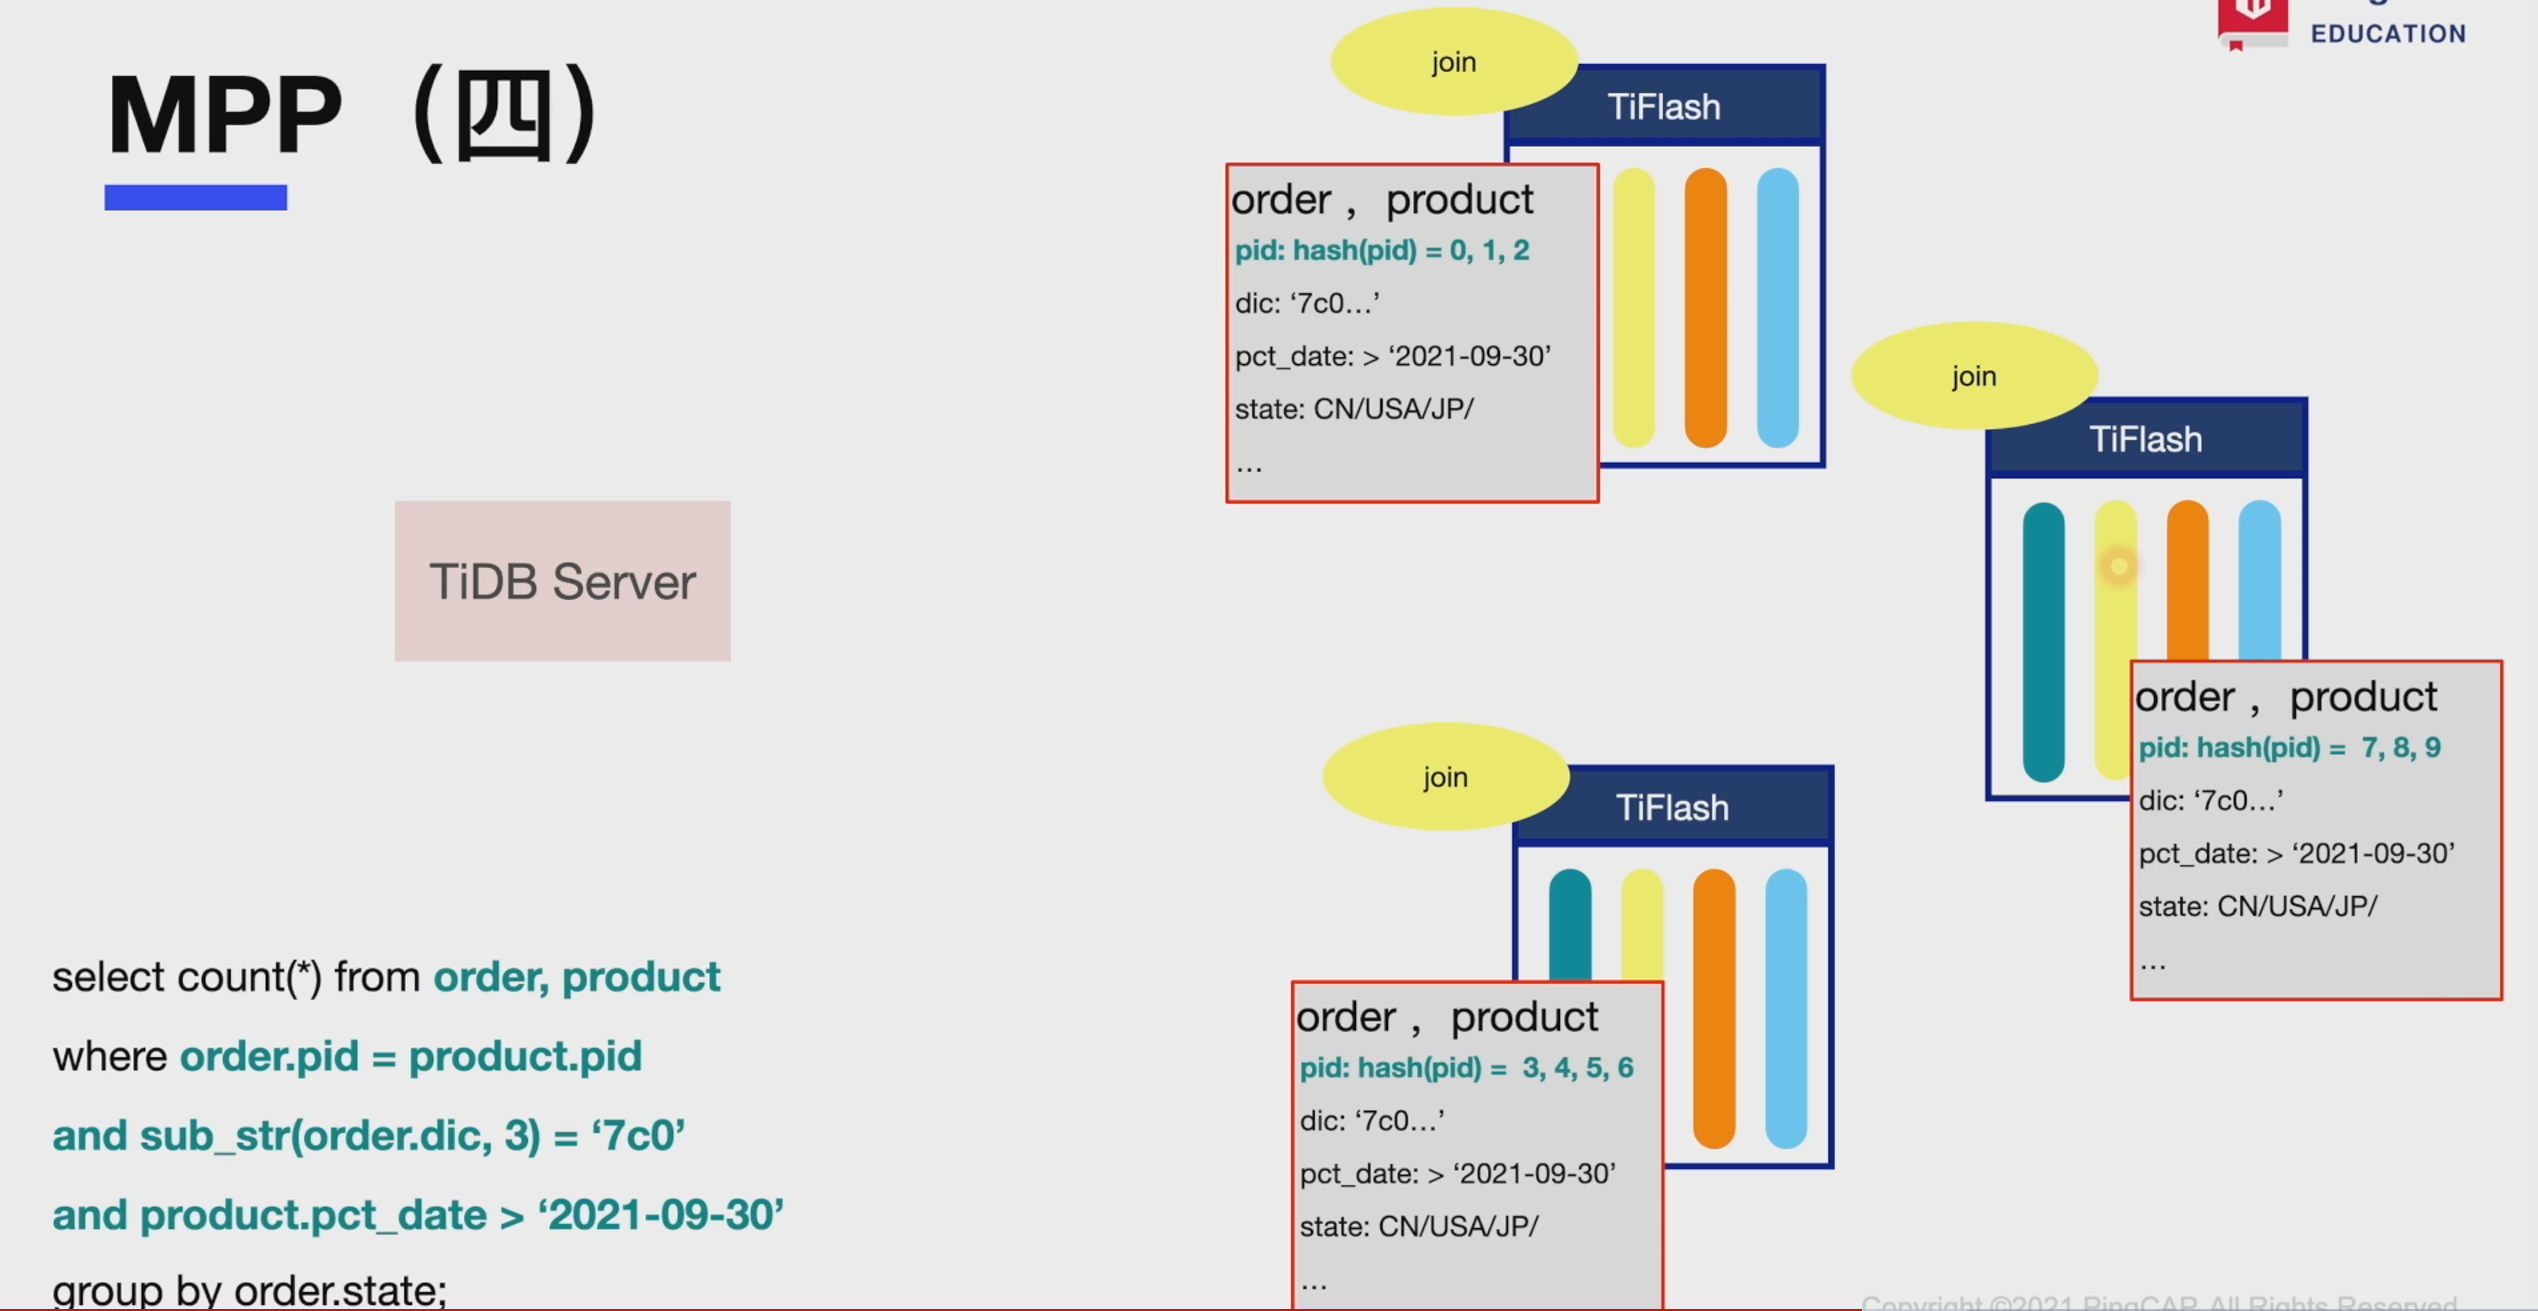 MPP（四）
EDUCATION
join
TiFlash
order ,  product
pid: hash(pid) = 0, 1, 2
dic: ‘7c0...’
pct_date: > ‘2021-09-30’
state: CN/USA/JP/
...
join
TiFlash
order ,  product
pid: hash(pid) =  7, 8, 9
dic: ‘7c0...’
pct_date: > ‘2021-09-30’
state: CN/USA/JP/
...
TiDB Server
join
TiFlash
order ,  product
pid: hash(pid) =  3, 4, 5, 6
dic: ‘7c0...’
pct_date: > ‘2021-09-30’
state: CN/USA/JP/
...
select count(*) from order, product
where order.pid = product.pid
and sub_str(order.dic, 3) = ‘7c0’
and product.pct_date > ‘2021-09-30’
group by order.state;
Copyright ©2021 PingCAP. All Rights Reserved